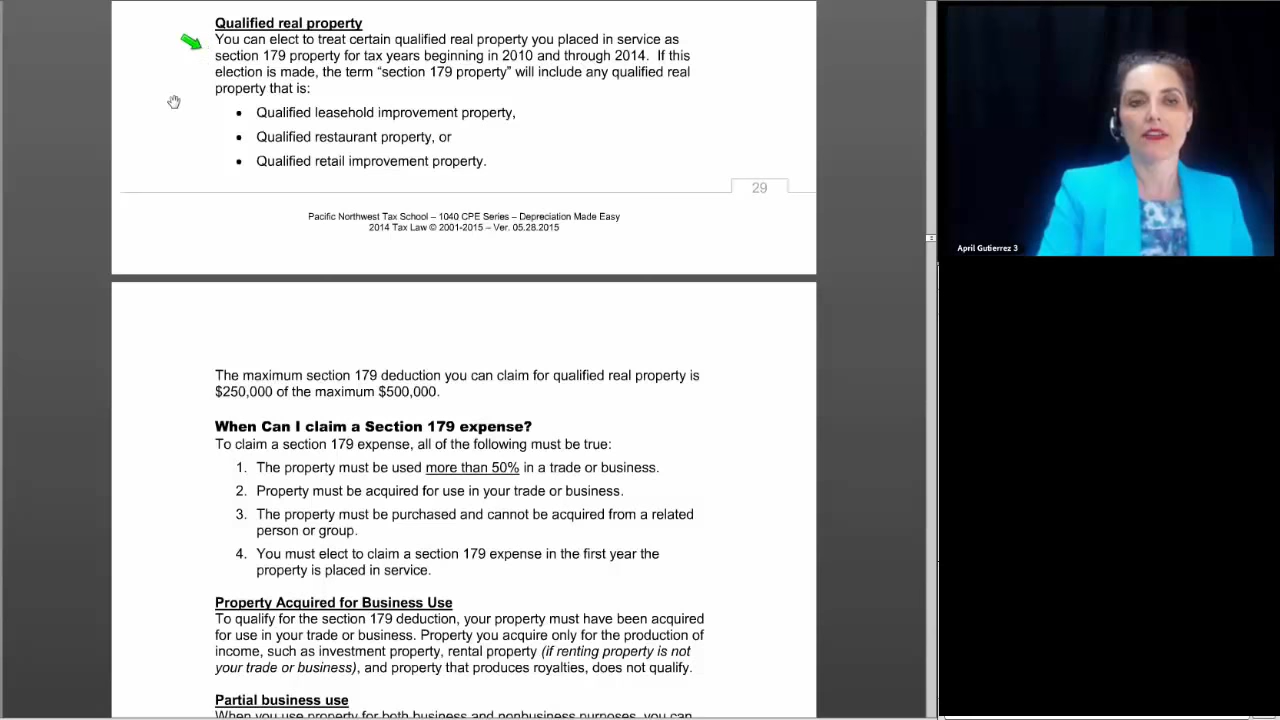 Qualified real property
You can elect to treat certain qualified real property you placed in service as
section 179 property for tax years beginning in 2010 and through 2014. If this
election is made, the term “section 179 property” will include any qualified real
property that is:
• Qualified leasehold improvement property,
• Qualified restaurant property, or
• Qualified retail improvement property.
29
Pacific Northwest Tax School – 1040 CPE Series – Depreciation Made Easy
2014 Tax Law © 2001-2015 – Ver. 05.28.2015
The maximum section 179 deduction you can claim for qualified real property is
$250,000 of the maximum $500,000.
When Can I claim a Section 179 expense?
To claim a section 179 expense, all of the following must be true:
1. The property must be used more than 50% in a trade or business.
2. Property must be acquired for use in your trade or business.
3. The property must be purchased and cannot be acquired from a related
person or group.
4. You must elect to claim a section 179 expense in the first year the
property is placed in service.
Property Acquired for Business Use
To qualify for the section 179 deduction, your property must have been acquired
for use in your trade or business. Property you acquire only for the production of
income, such as investment property, rental property (if renting property is not
your trade or business), and property that produces royalties, does not qualify.
Partial business use
When you use property for both business and nonbusiness purposes, you can
April Gutierrez 3